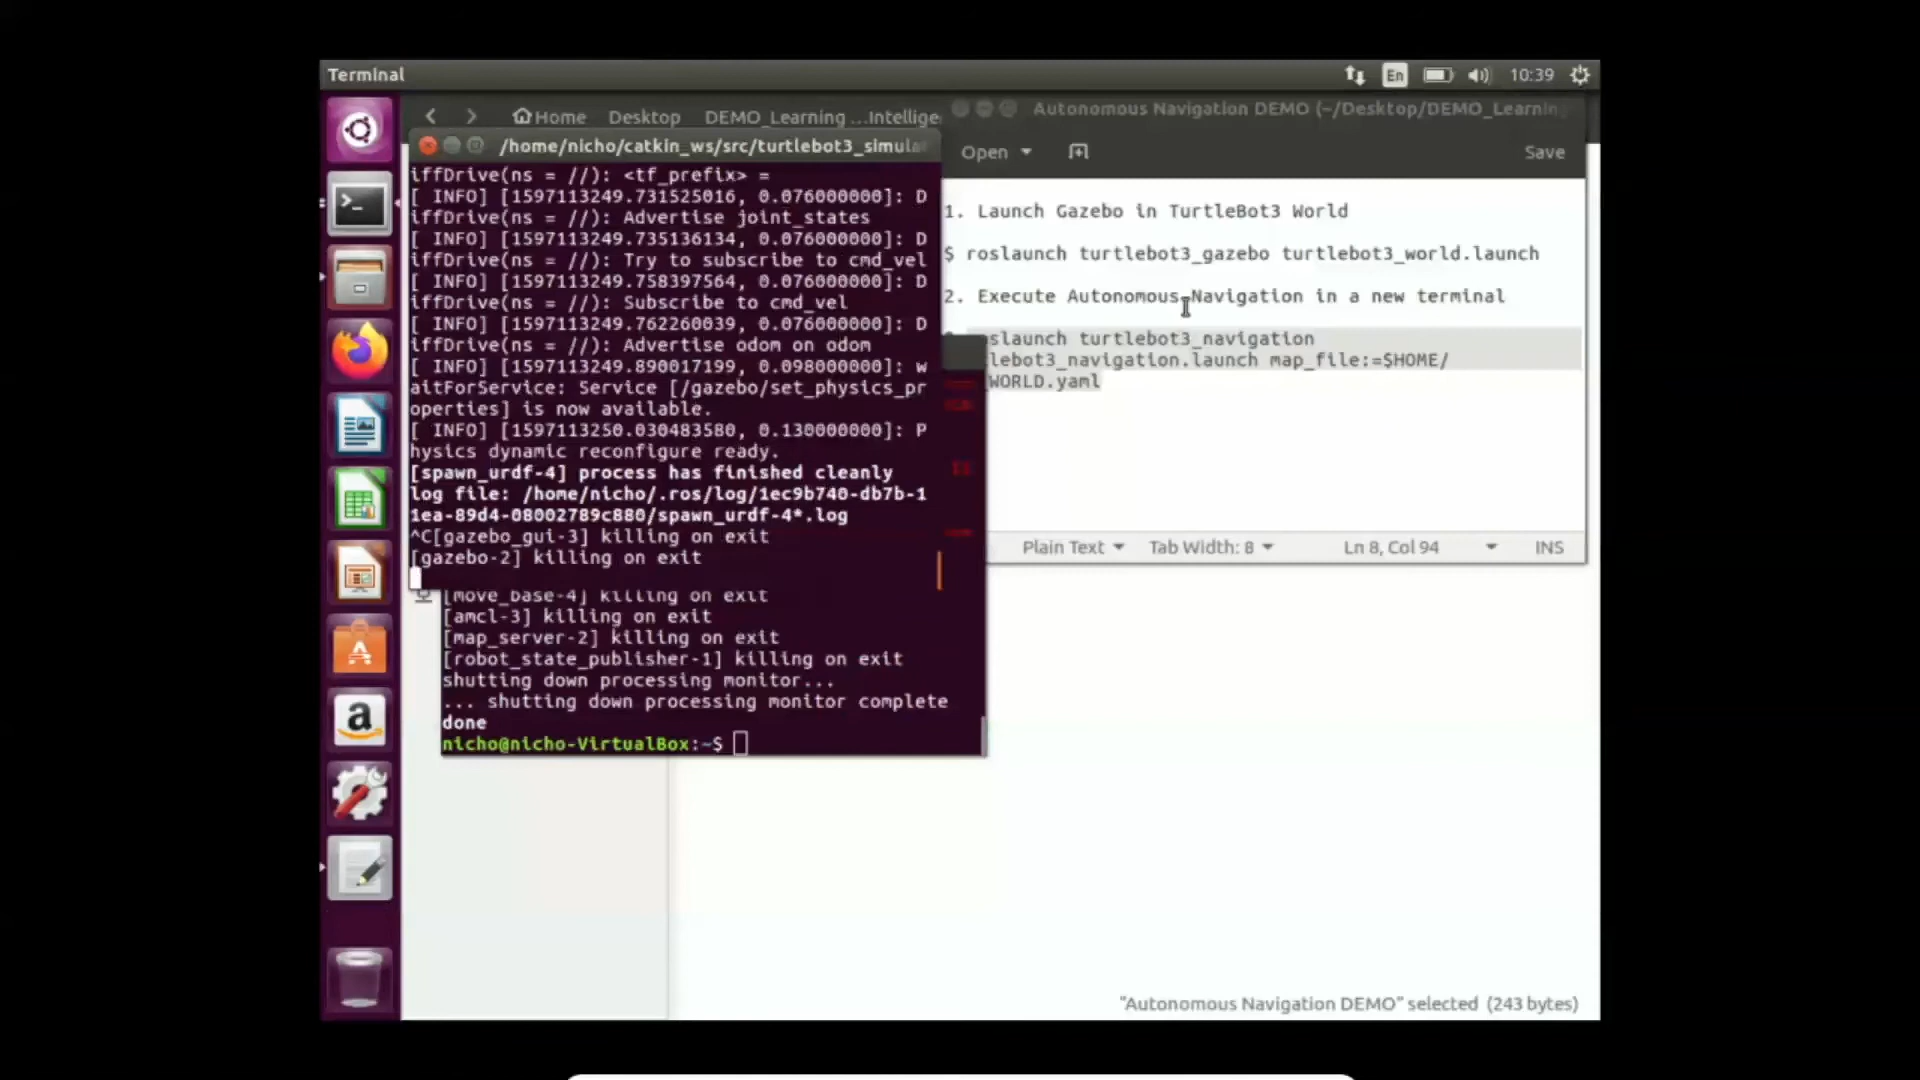 Terminal
En
10:39
Home
Desktop
DEMO_Learning ...Intellige
Autonomous Navigation DEMO (~/Desktop/DEMO_Learnin
/home/nicho/catkin_ws/src/turtlebot3_simula
Open
Save
iffDrive(ns = //): <tf_prefix> =
[ INFO] [1597113249.731525016, 0.076000000]: D
iffDrive(ns = //): Advertise joint_states
[ INFO] [1597113249.735136134, 0.076000000]: D
iffDrive(ns = //): Try to subscribe to cmd_vel
[ INFO] [1597113249.758397564, 0.076000000]: D
iffDrive(ns = //): Subscribe to cmd_vel
[ INFO] [1597113249.762260039, 0.076000000]: D
iffDrive(ns = //): Advertise odom on odom
[ INFO] [1597113249.890017199, 0.098000000]: w
aitForService: Service [/gazebo/set_physics_pr
operties] is now available.
[ INFO] [1597113250.030483580, 0.130000000]: P
hysics dynamic reconfigure ready.
[spawn_urdf-4] process has finished cleanly
log file: /home/nicho/.ros/log/1ec9b740-db7b-1
1ea-89d4-08002789c880/spawn_urdf-4*.log
^C[gazebo_gui-3] killing on exit
[gazebo-2] killing on exit
[move_base-4] killing on exit
[amcl-3] killing on exit
[map_server-2] killing on exit
[robot_state_publisher-1] killing on exit
shutting down processing monitor...
... shutting down processing monitor complete
done
nicho@nicho-VirtualBox:~$
1. Launch Gazebo in TurtleBot3 World
$ roslaunch turtlebot3_gazebo turtlebot3_world.launch
2. Execute Autonomous Navigation in a new terminal
slaunch turtlebot3_navigation
lebot3_navigation.launch map_file:=$HOME/
WORLD.yaml
Plain Text
Tab Width: 8
Ln 8, Col 94
INS
"Autonomous Navigation DEMO" selected (243 bytes)